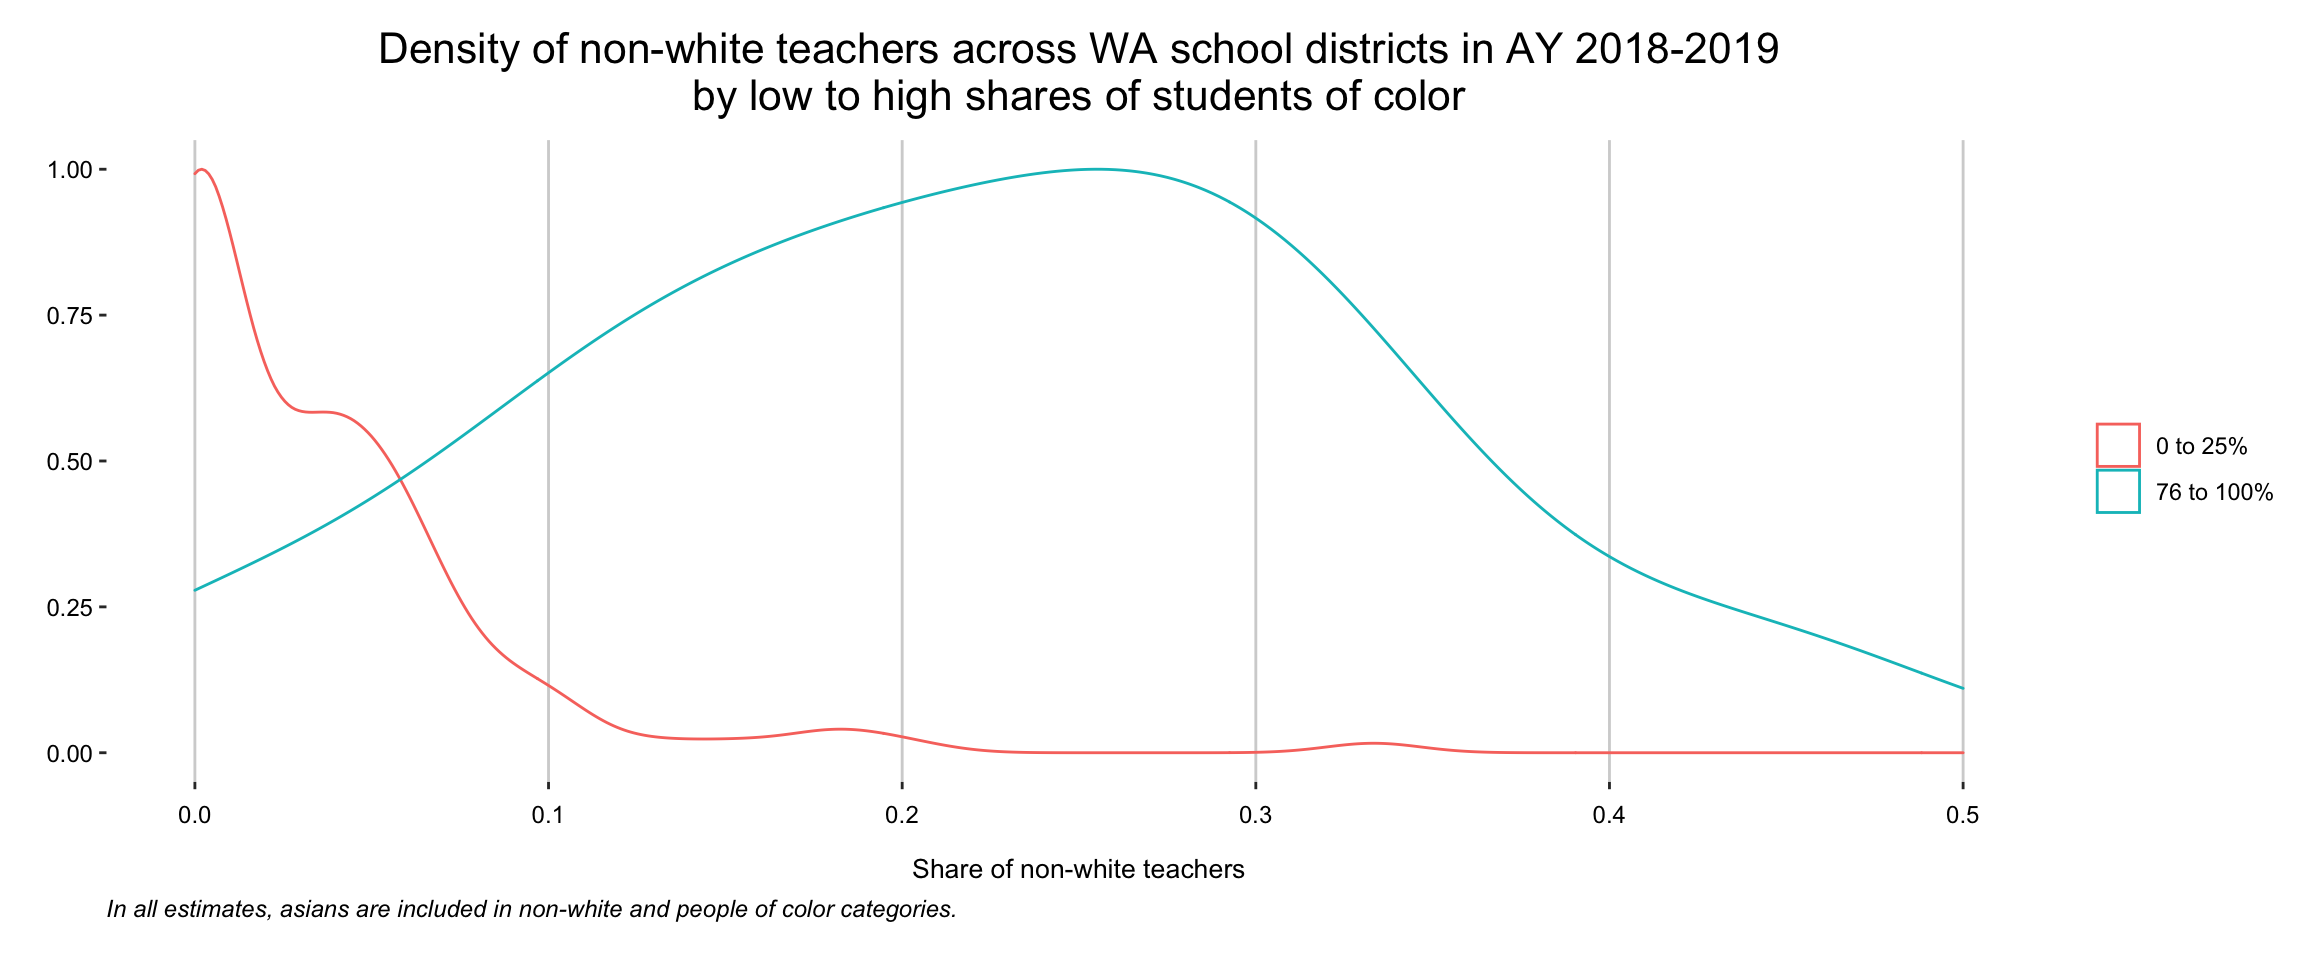 Density of non-white teachers across WA school districts in AY 2018-2019
by low to high shares of students of color
1.00
0.75
0.50
0.25
0.00
0.0 0.1 0.2 0.3 0.4 0.5
Share of non-white teachers
0 to 25%
76 to 100%
In all estimates, asians are included in non-white and people of color categories.